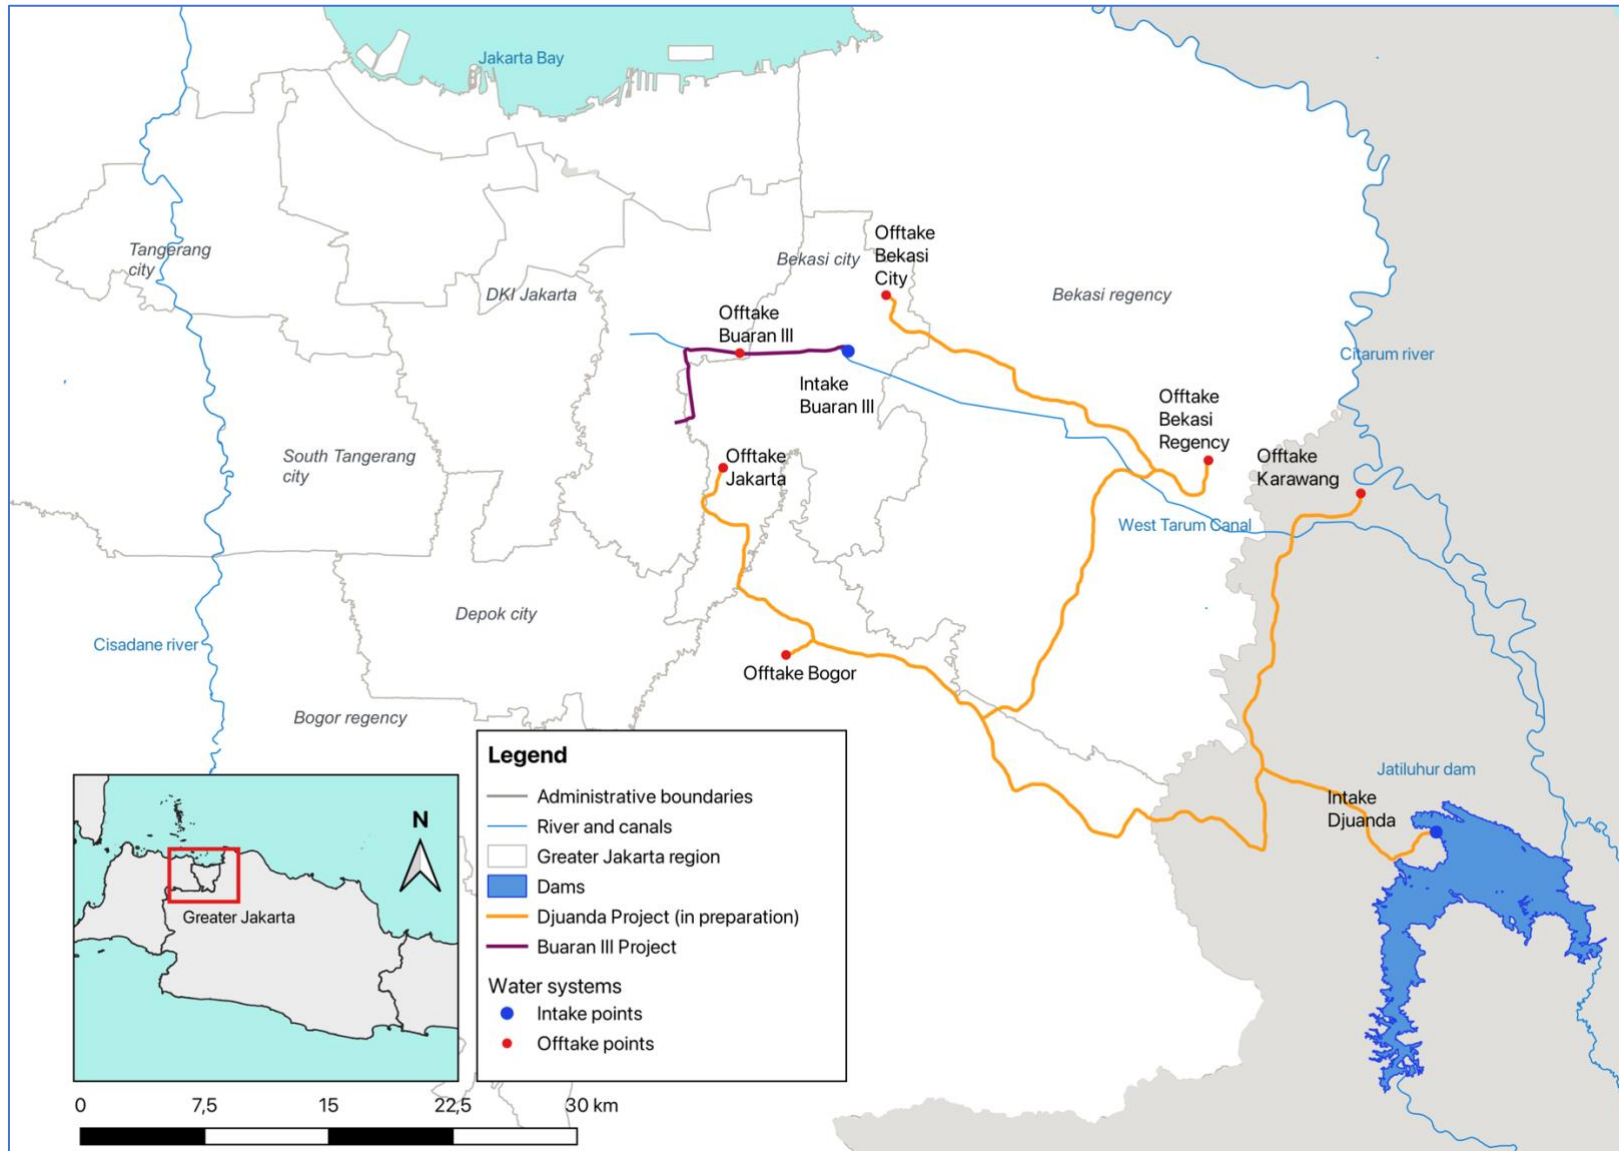 Jakarta Bay
Tangerang
city
DKI Jakarta
Bekasi city
Offtake
Bekasi
City
Bekasi regency
Offtake
Buaran III
Intake
Buaran III
Citarum river
Offtake
Bekasi
Regency
Offtake
Karawang
South Tangerang
city
Offtake
Jakarta
West Tarum Canal
Depok city
Cisadane river
Offtake Bogor
Bogor regency
Jatiluhur dam
Intake
Djuanda
Legend
Administrative boundaries
River and canals
Greater Jakarta region
Dams
Djuanda Project (in preparation)
Buaran III Project
Water systems
Intake points
Offtake points
N
Greater Jakarta
0 7,5 15 22,5 30 km